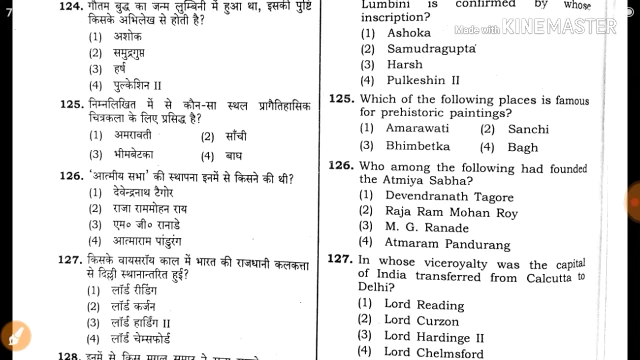 124. गौतम बुद्ध का जन्म लुम्बिनी में हुआ था, इसकी पुष्टि
किसके अभिलेख से होती है?
(1) अशोक
(2) समुद्रगुप्त
(3) हर्ष
(4) पुल्केशिन II
125. निम्नलिखित में से कौन-सा स्थल प्रागैतिहासिक
चित्रकला के लिए प्रसिद्ध है?
(1) अमरावती (2) साँची
(3) भीमबेटका (4) बाघ
126. 'आत्मीय सभा' की स्थापना इनमें से किसने की थी?
(1) देवेन्द्रनाथ टैगोर
(2) राजा राममोहन राय
(3) एम० जी० रानाडे
(4) आत्माराम पांडुरंग
127. किसके वायसरॉय काल में भारत की राजधानी कलकत्ता
से दिल्ली स्थानान्तरित हुई?
(1) लॉर्ड रीडिंग
(2) लॉर्ड कर्जन
(3) लॉर्ड हार्डिंग II
(4) लॉर्ड चेम्सफोर्ड
128. इनमें से किस मुगल सम्राट ने
Lumbini is confirmed by whose
inscription?
(1) Ashoka
(2) Samudragupta
(3) Harsh
(4) Pulkeshin II
125. Which of the following places is famous
for prehistoric paintings?
(1) Amarawati (2) Sanchi
(3) Bhimbetka (4) Bagh
126. Who among the following had founded
the Atmiya Sabha?
(1) Devendranath Tagore
(2) Raja Ram Mohan Roy
(3) M. G. Ranade
(4) Atmaram Pandurang
127. In whose viceroyalty was the capital
of India transferred from Calcutta to
Delhi?
(1) Lord Reading
(2) Lord Curzon
(3) Lord Hardinge II
(4) Lord Chelmsford
Made with KINEMASTER